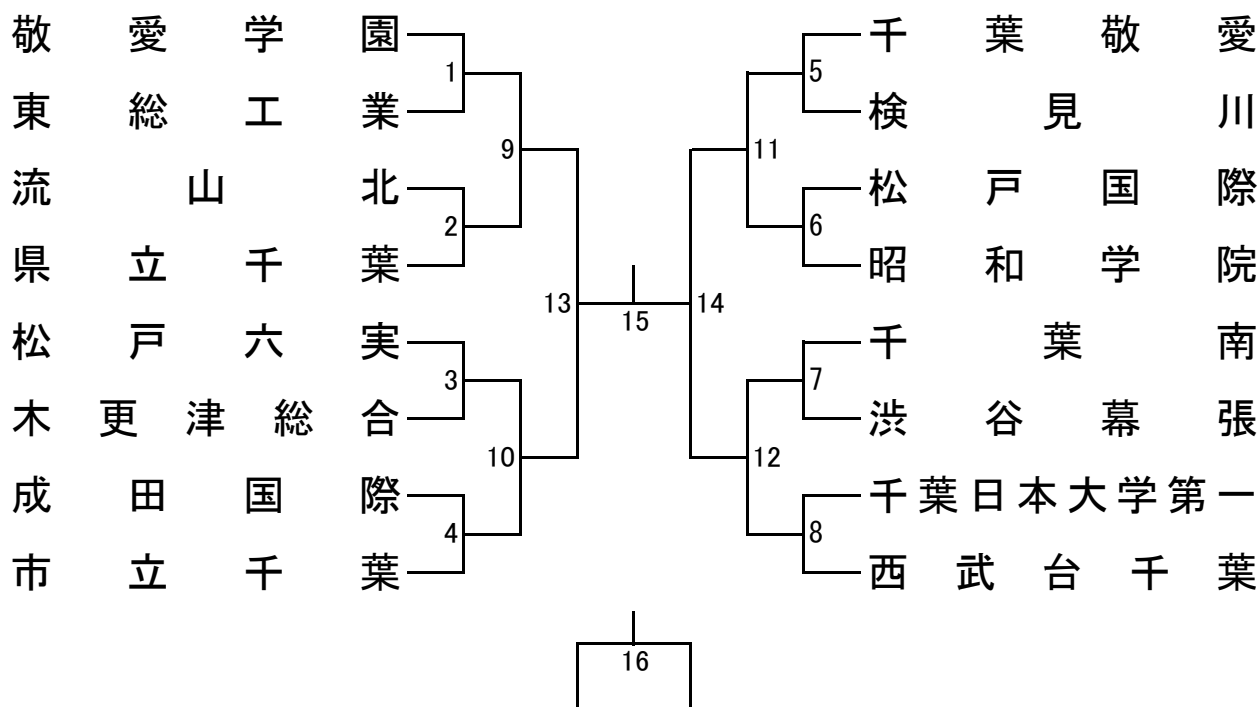 敬愛学園
1
東総工業
9
流山北
2
県立千葉
13
松戸六実
3
木更津総合
10
成田国際
4
市立千葉
15
千葉敬愛
5
検見川
11
松戸国際
6
昭和学院
14
千葉南
7
渋谷幕張
12
千葉日本大学第一
8
西武台千葉
16